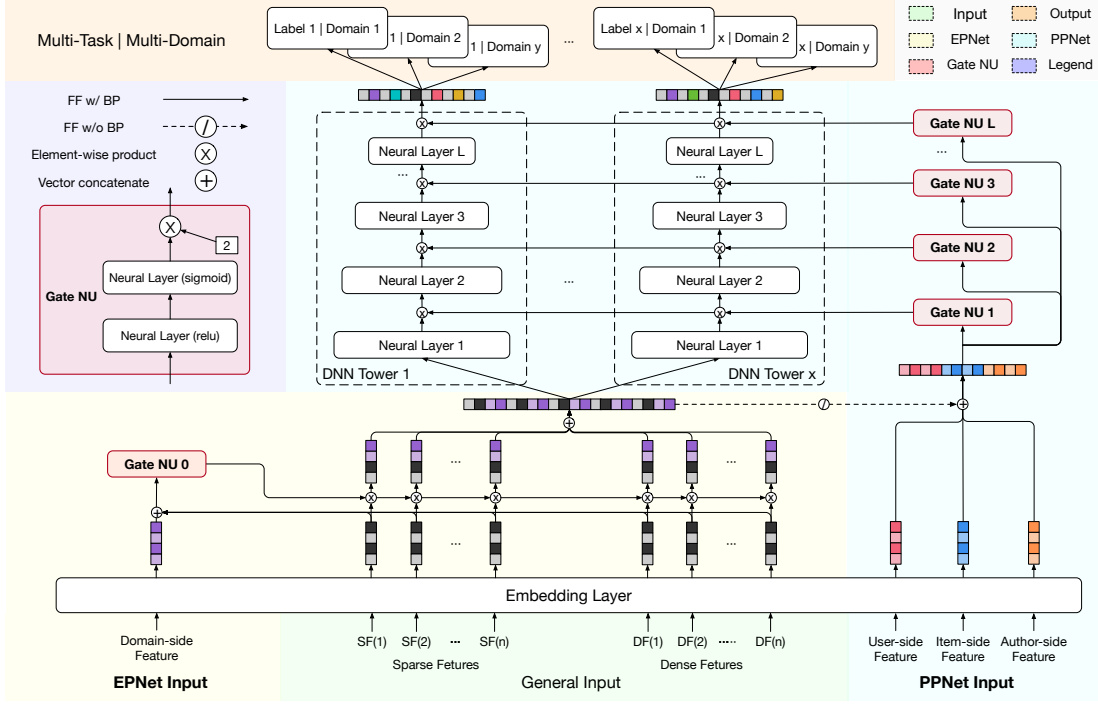 Multi-Task | Multi-Domain
Label 1 | Domain 1
1 | Domain 2
1 | Domain y
...
Label x | Domain 1
x | Domain 2
x | Domain y
Input
Output
EPNet
PPNet
Gate NU
Legend
FF w/ BP
FF w/o BP
/
Element-wise product
X
Vector concatenate
+
X
2
Neural Layer (sigmoid)
Gate NU
Neural Layer (relu)
x
x
Gate NU L
Neural Layer L
Neural Layer L
...
...
...
x
x
Gate NU 3
Neural Layer 3
Neural Layer 3
x
x
Gate NU 2
Neural Layer 2
...
Neural Layer 2
x
x
Gate NU 1
Neural Layer 1
Neural Layer 1
DNN Tower 1
DNN Tower x
/
+
+
Gate NU 0
...
...
x
x
x
x
x
x
+
...
...
Embedding Layer
Domain-side
Feature
SF(1)
SF(2)
...
SF(n)
Sparse Fetures
DF(1)
DF(2)
......
DF(n)
Dense Fetures
User-side
Feature
Item-side
Feature
Author-side
Feature
EPNet Input
General Input
PPNet Input